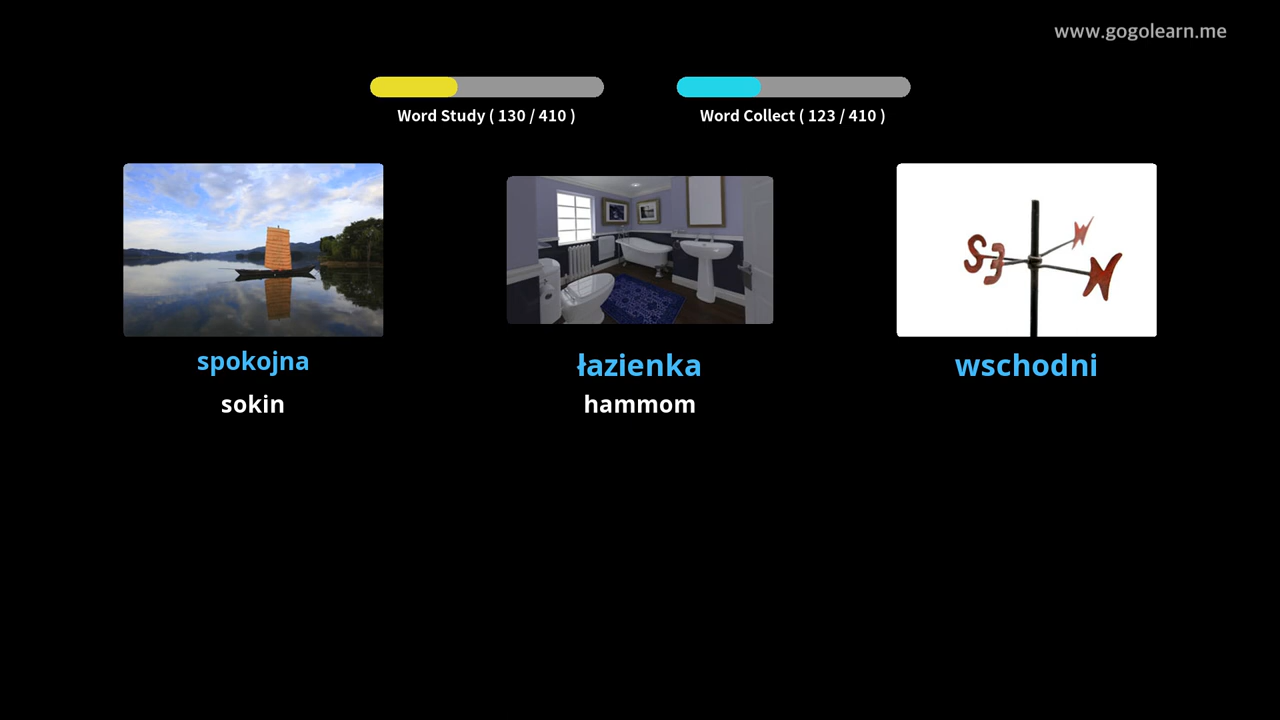 www.gogolearn.me
Word Study ( 130 / 410 )
Word Collect ( 123 / 410 )
S
E
W
N
spokojna
łazienka
wschodni
sokin
hammom